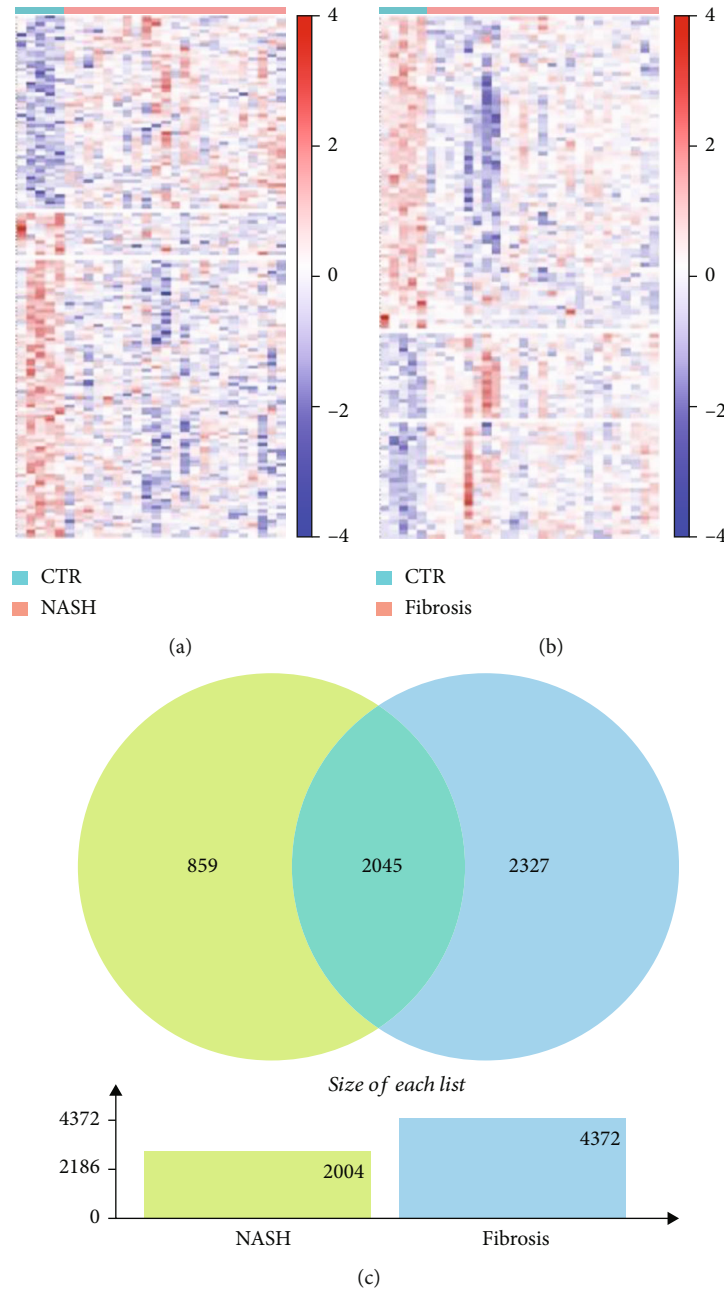 4
2
0
−2
−4
CTR
NASH
(a)
4
2
0
−2
−4
CTR
Fibrosis
(b)
859
2045
2327
Size of each list
4372
2186
0
2004
4372
NASH
Fibrosis
(c)